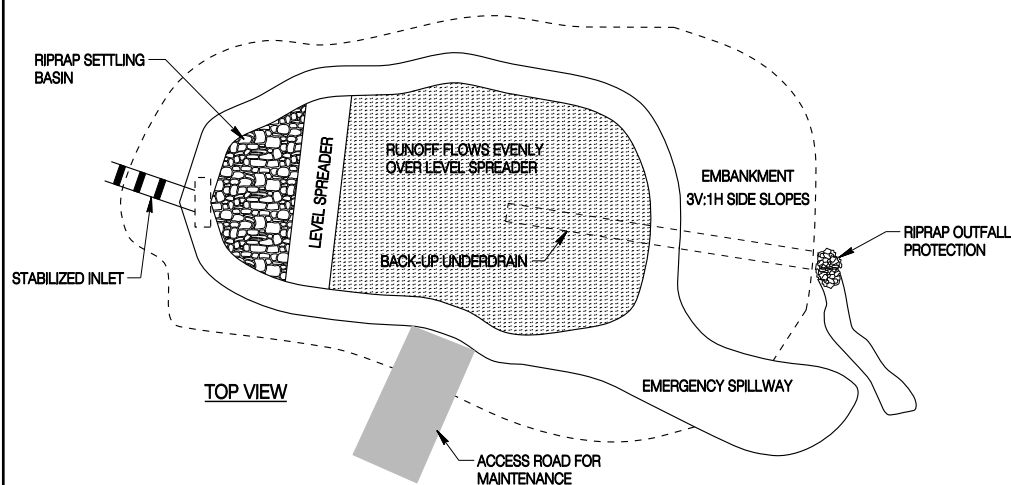 RIPRAP SETTLING
BASIN
LEVEL SPREADER
RUNOFF FLOWS EVENLY
OVER LEVEL SPREADER
EMBANKMENT
3V:1H SIDE SLOPES
RIPRAP OUTFALL
PROTECTION
BACK-UP UNDERDRAIN
STABILIZED INLET
TOP VIEW
EMERGENCY SPILLWAY
ACCESS ROAD FOR
MAINTENANCE